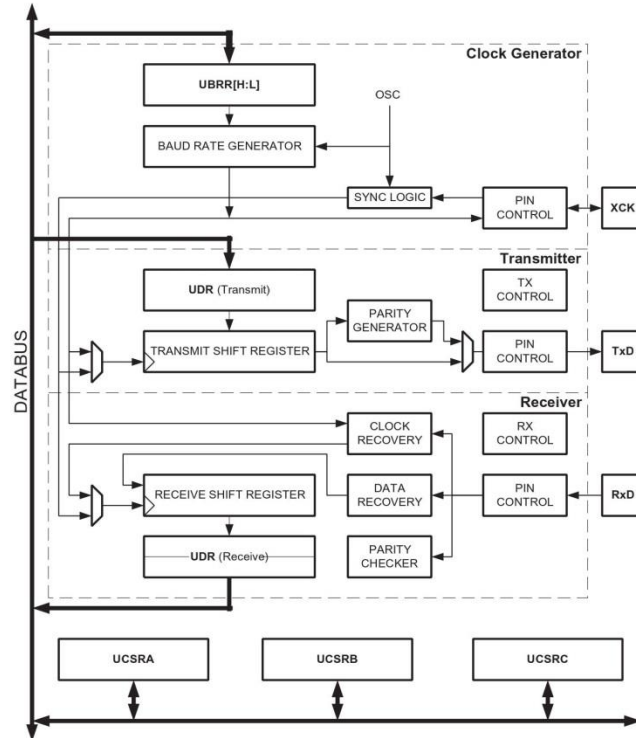 Clock Generator
UBRR[H:L]
OSC
BAUD RATE GENERATOR
SYNC LOGIC
PIN
CONTROL
XCK
Transmitter
UDR (Transmit)
TX
CONTROL
PARITY
GENERATOR
TRANSMIT SHIFT REGISTER
PIN
CONTROL
TxD
DATABUS
Receiver
CLOCK
RECOVERY
RX
CONTROL
RECEIVE SHIFT REGISTER
DATA
RECOVERY
PIN
CONTROL
RxD
UDR (Receive)
PARITY
CHECKER
UCSRA
UCSRB
UCSRC